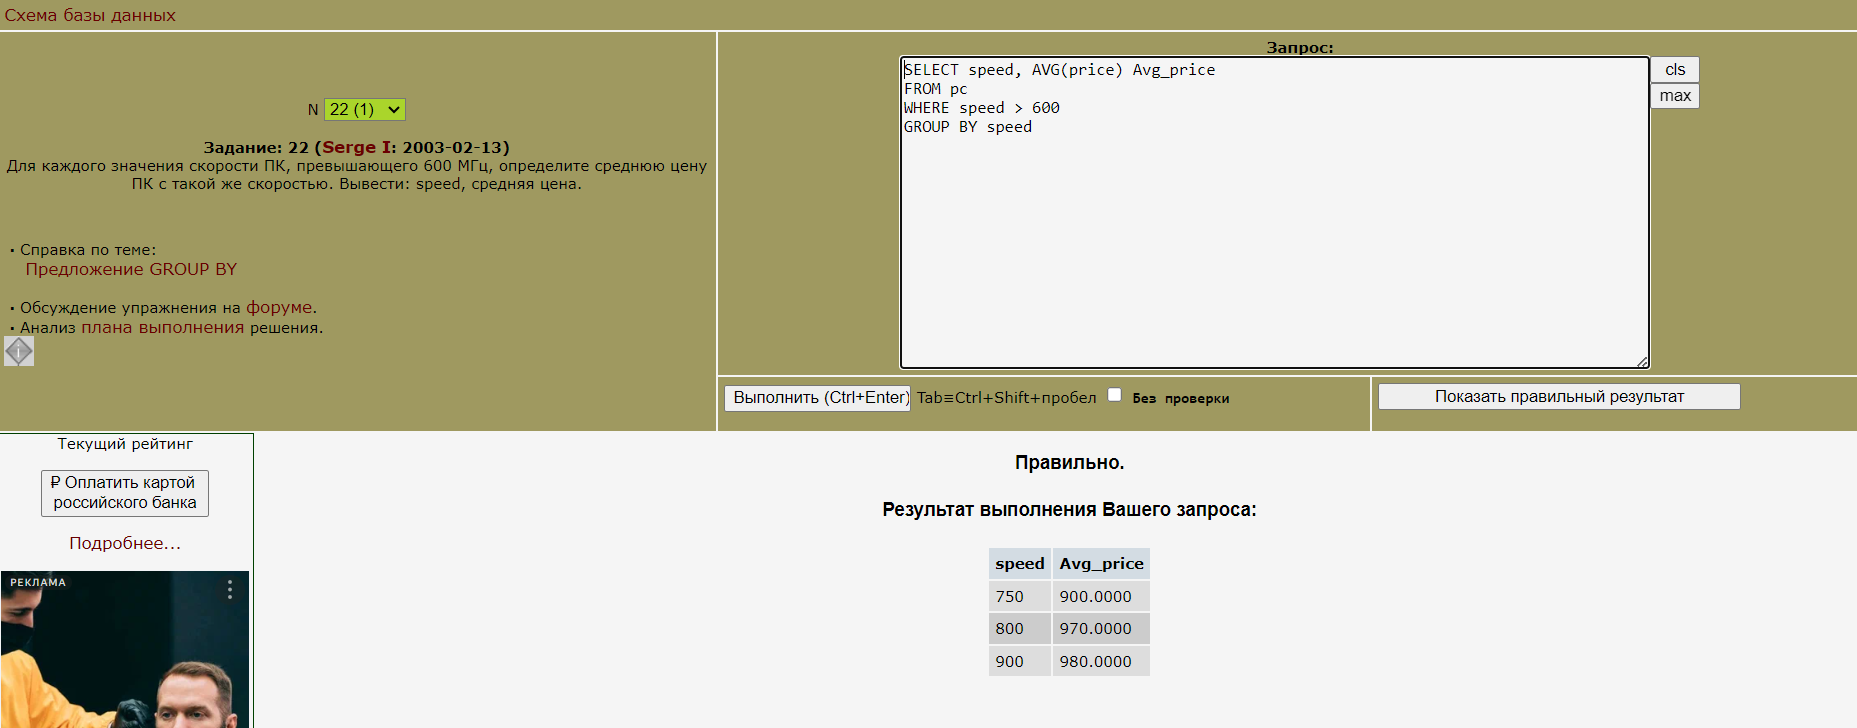 Схема базы данных
N 22 (1)
Задание: 22 (Serge I: 2003-02-13)
Для каждого значения скорости ПК, превышающего 600 МГц, определите среднюю цену
ПК с такой же скоростью. Вывести: speed, средняя цена.
· Справка по теме:
Предложение GROUP BY
· Обсуждение упражнения на форуме.
· Анализ плана выполнения решения.
i
Запрос:
SELECT speed, AVG(price) Avg_price
FROM pc
WHERE speed > 600
GROUP BY speed
cls
max
Выполнить (Ctrl+Enter) Tab≡Ctrl+Shift+пробел Без проверки
Показать правильный результат
Текущий рейтинг
₽ Оплатить картой
российского банка
Подробнее...
РЕКЛАМА
Правильно.
Результат выполнения Вашего запроса:
speed Avg_price
750 900.0000
800 970.0000
900 980.0000